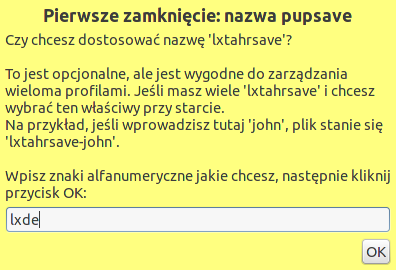 Pierwsze zamknięcie: nazwa pupsave
Czy chcesz dostosować nazwę 'lxtahrsave'?
To jest opcjonalne, ale jest wygodne do zarządzania
wieloma profilami. Jeśli masz wiele 'lxtahrsave' i chcesz
wybrać ten właściwy przy starcie.
Na przykład, jeśli wprowadzisz tutaj 'john', plik stanie się
'lxtahrsave-john'.
Wpisz znaki alfanumeryczne jakie chcesz, następnie kliknij
przycisk OK:
lxde
OK